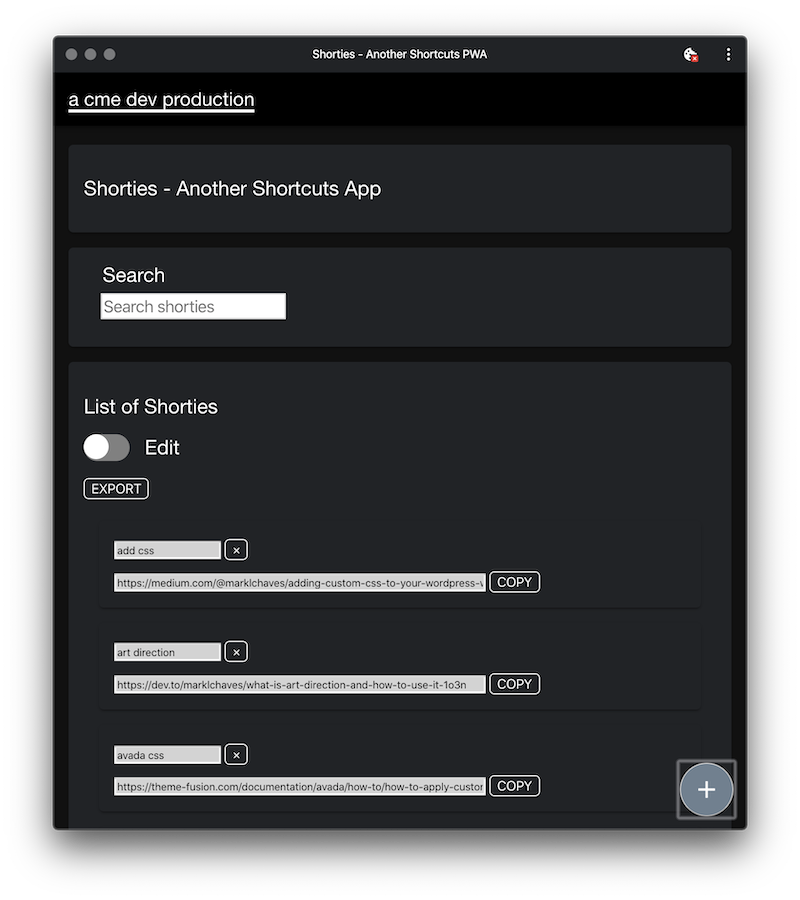 Shorties - Another Shortcuts PWA
a cme dev production
Shorties - Another Shortcuts App
Search
Search shorties
List of Shorties
Edit
EXPORT
add css ×
https://medium.com/@marklchaves/adding-custom-css-to-your-wordpress- COPY
art direction ×
https://dev.to/marklchaves/what-is-art-direction-and-how-to-use-it-1o3n COPY
avada css ×
https://theme-fusion.com/documentation/avada/how-to/how-to-apply-custor COPY
+